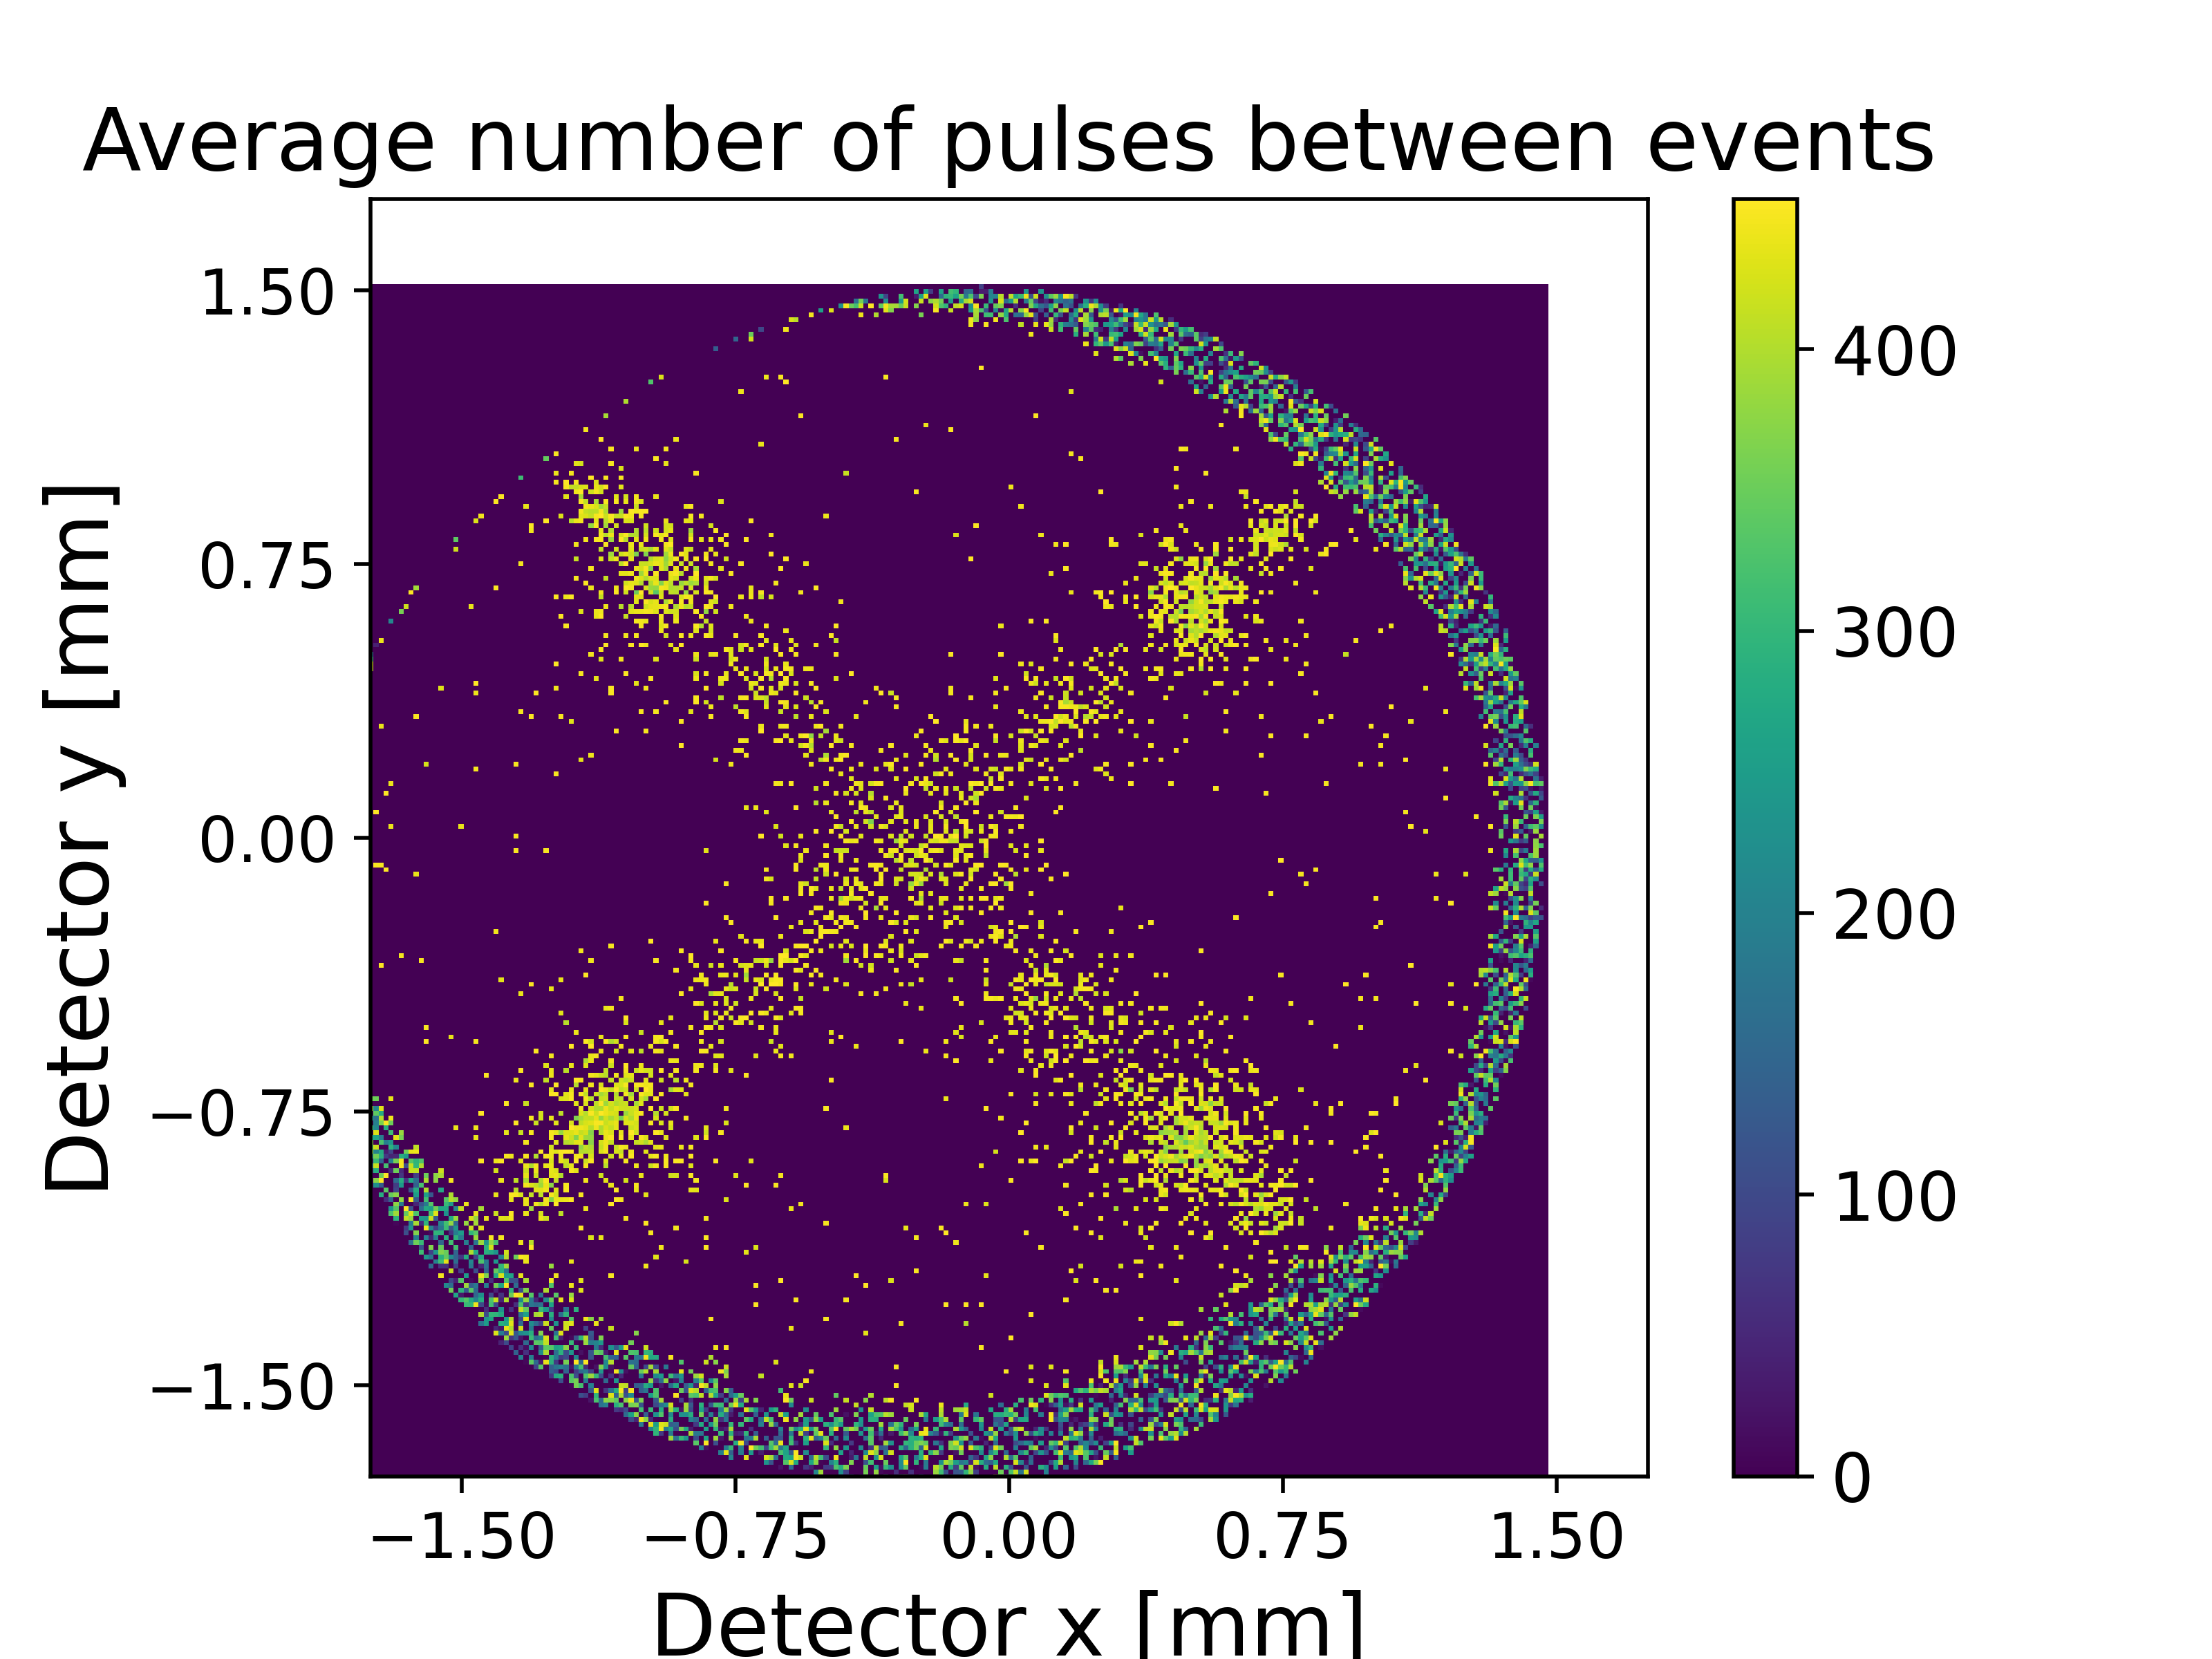 Average number of pulses between events
Detector y [mm]
1.50
0.75
0.00
−0.75
−1.50
−1.50 −0.75 0.00 0.75 1.50
Detector x [mm]
400
300
200
100
0